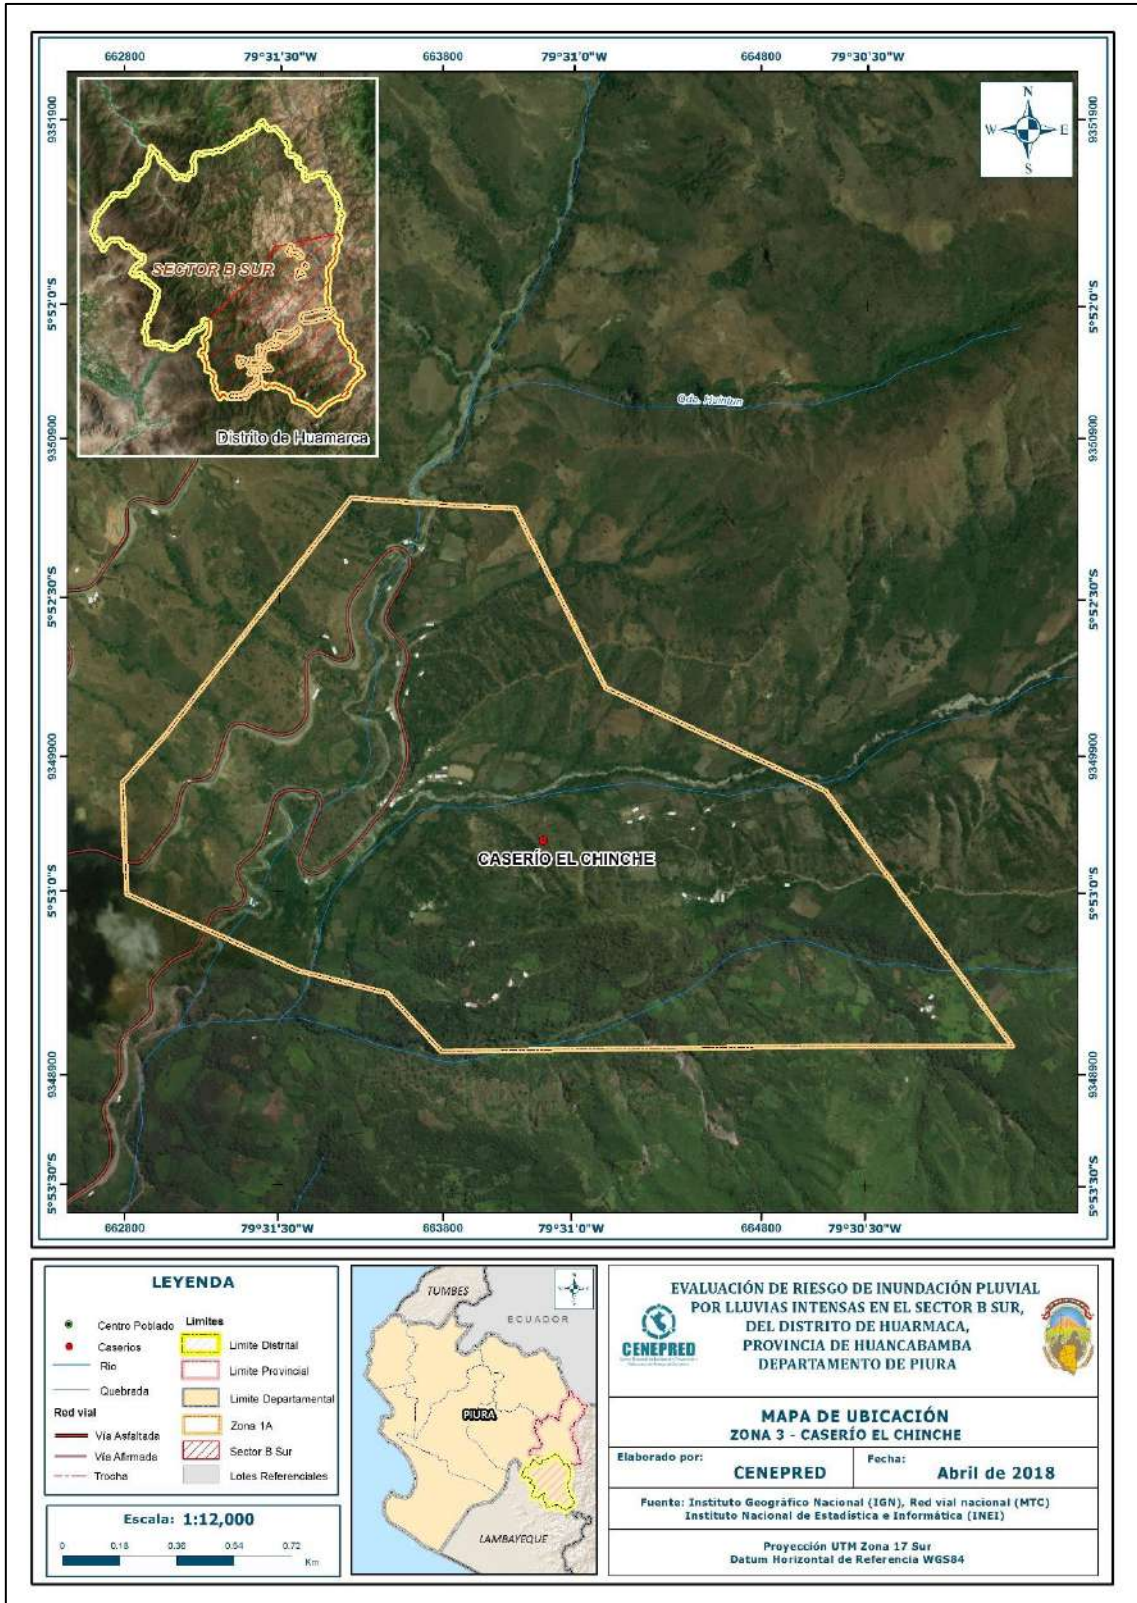 662800 79°31'30"W 663800 79°31'0"W 664800 79°30'30"W
9351900
9351900
N
W E
S
SECTOR B SUR
5°52'0"S
5°52'0"S
Qda. Huinlun
Distrito de Huamarca
9350900
9350900
5°52'30"S
5°52'30"S
9349900
9349900
CASERÍO EL CHINCHE
5°53'0"S
5°53'0"S
9348900
9348900
5°53'30"S
5°53'30"S
662800 79°31'30"W 663800 79°31'0"W 664800 79°30'30"W
LEYENDA
Centro Poblado
Caserios
Rio
Quebrada
Red vial
Vía Asfaltada
Vía Afirmada
Trocha
Limites
Limite Distrital
Limite Provincial
Limite Departamental
Zona 1A
Sector B Sur
Lotes Referenciales
Escala: 1:12,000
0 0.18 0.36 0.54 0.72
Km
TUMBES
ECUADOR
PIURA
LAMBAYEQUE
CENEPRED
EVALUACIÓN DE RIESGO DE INUNDACIÓN PLUVIAL
POR LLUVIAS INTENSAS EN EL SECTOR B SUR,
DEL DISTRITO DE HUARMACA,
PROVINCIA DE HUANCABAMBA
DEPARTAMENTO DE PIURA
MAPA DE UBICACIÓN
ZONA 3 - CASERÍO EL CHINCHE
Elaborado por:
CENEPRED
Fecha:
Abril de 2018
Fuente: Instituto Geográfico Nacional (IGN), Red vial nacional (MTC)
Instituto Nacional de Estadística e Informática (INEI)
Proyección UTM Zona 17 Sur
Datum Horizontal de Referencia WGS84